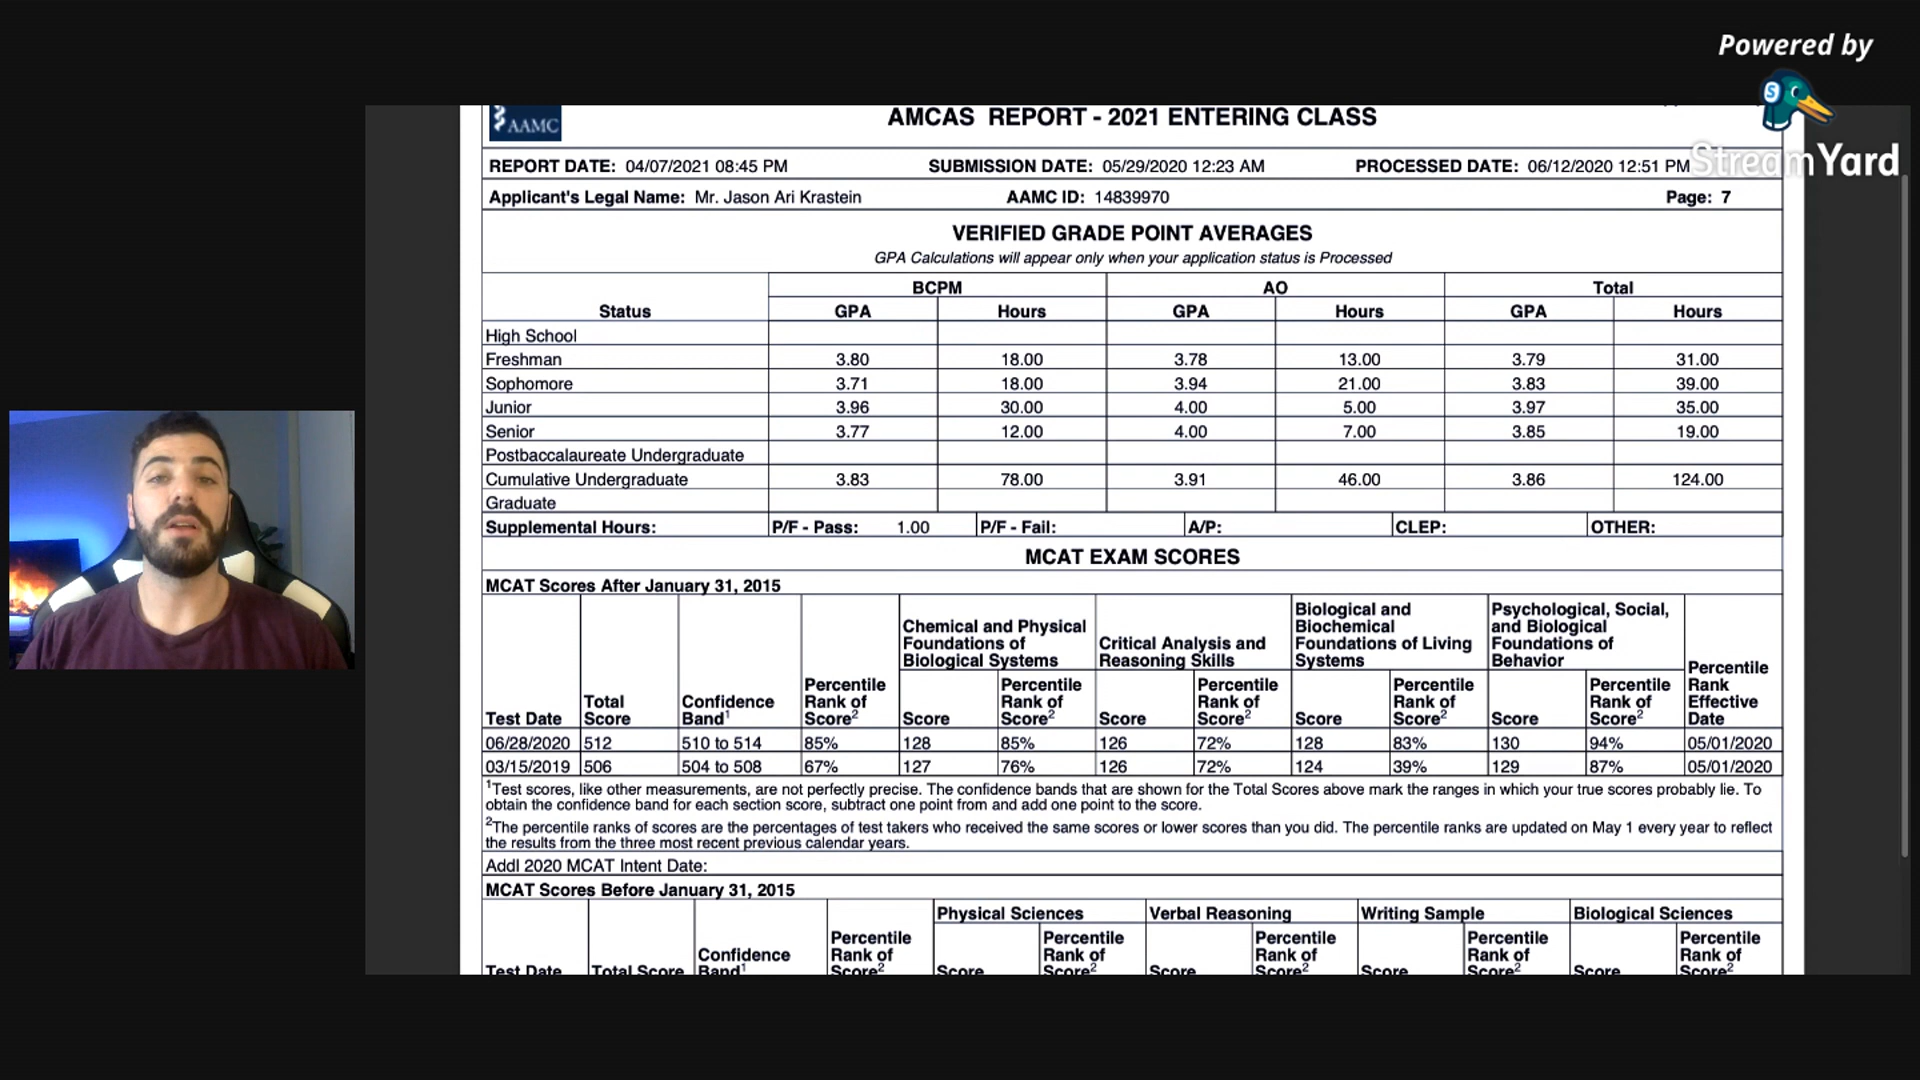 Powered by
StreamYard
AAMC
AMCAS REPORT - 2021 ENTERING CLASS
REPORT DATE: 04/07/2021 08:45 PM SUBMISSION DATE: 05/29/2020 12:23 AM PROCESSED DATE: 06/12/2020 12:51 PM
Applicant's Legal Name: Mr. Jason Ari Krastein AAMC ID: 14839970 Page: 7
VERIFIED GRADE POINT AVERAGES
GPA Calculations will appear only when your application status is Processed
BCPM AO Total
Status GPA Hours GPA Hours GPA Hours
High School
Freshman 3.80 18.00 3.78 13.00 3.79 31.00
Sophomore 3.71 18.00 3.94 21.00 3.83 39.00
Junior 3.96 30.00 4.00 5.00 3.97 35.00
Senior 3.77 12.00 4.00 7.00 3.85 19.00
Postbaccalaureate Undergraduate
Cumulative Undergraduate 3.83 78.00 3.91 46.00 3.86 124.00
Graduate
Supplemental Hours: P/F - Pass: 1.00 P/F - Fail: A/P: CLEP: OTHER:
MCAT EXAM SCORES
MCAT Scores After January 31, 2015
Chemical and Physical Foundations of Biological Systems Critical Analysis and Reasoning Skills Biological and Biochemical Foundations of Living Systems Psychological, Social, and Biological Foundations of Behavior
Test Date Total Score Confidence Band1 Percentile Rank of Score2 Score Percentile Rank of Score2 Score Percentile Rank of Score2 Score Percentile Rank of Score2 Score Percentile Rank of Score2 Percentile Rank Effective Date
06/28/2020 512 510 to 514 85% 128 85% 126 72% 128 83% 130 94% 05/01/2020
03/15/2019 506 504 to 508 67% 127 76% 126 72% 124 39% 129 87% 05/01/2020
1Test scores, like other measurements, are not perfectly precise. The confidence bands that are shown for the Total Scores above mark the ranges in which your true scores probably lie. To
obtain the confidence band for each section score, subtract one point from and add one point to the score.
2The percentile ranks of scores are the percentages of test takers who received the same scores or lower scores than you did. The percentile ranks are updated on May 1 every year to reflect
the results from the three most recent previous calendar years.
Addl 2020 MCAT Intent Date:
MCAT Scores Before January 31, 2015
Physical Sciences Verbal Reasoning Writing Sample Biological Sciences
Test Date Total Score Confidence Band1 Percentile Rank of Score2 Score Percentile Rank of Score2 Score Percentile Rank of Score2 Score Percentile Rank of Score2 Score Percentile Rank of Score2